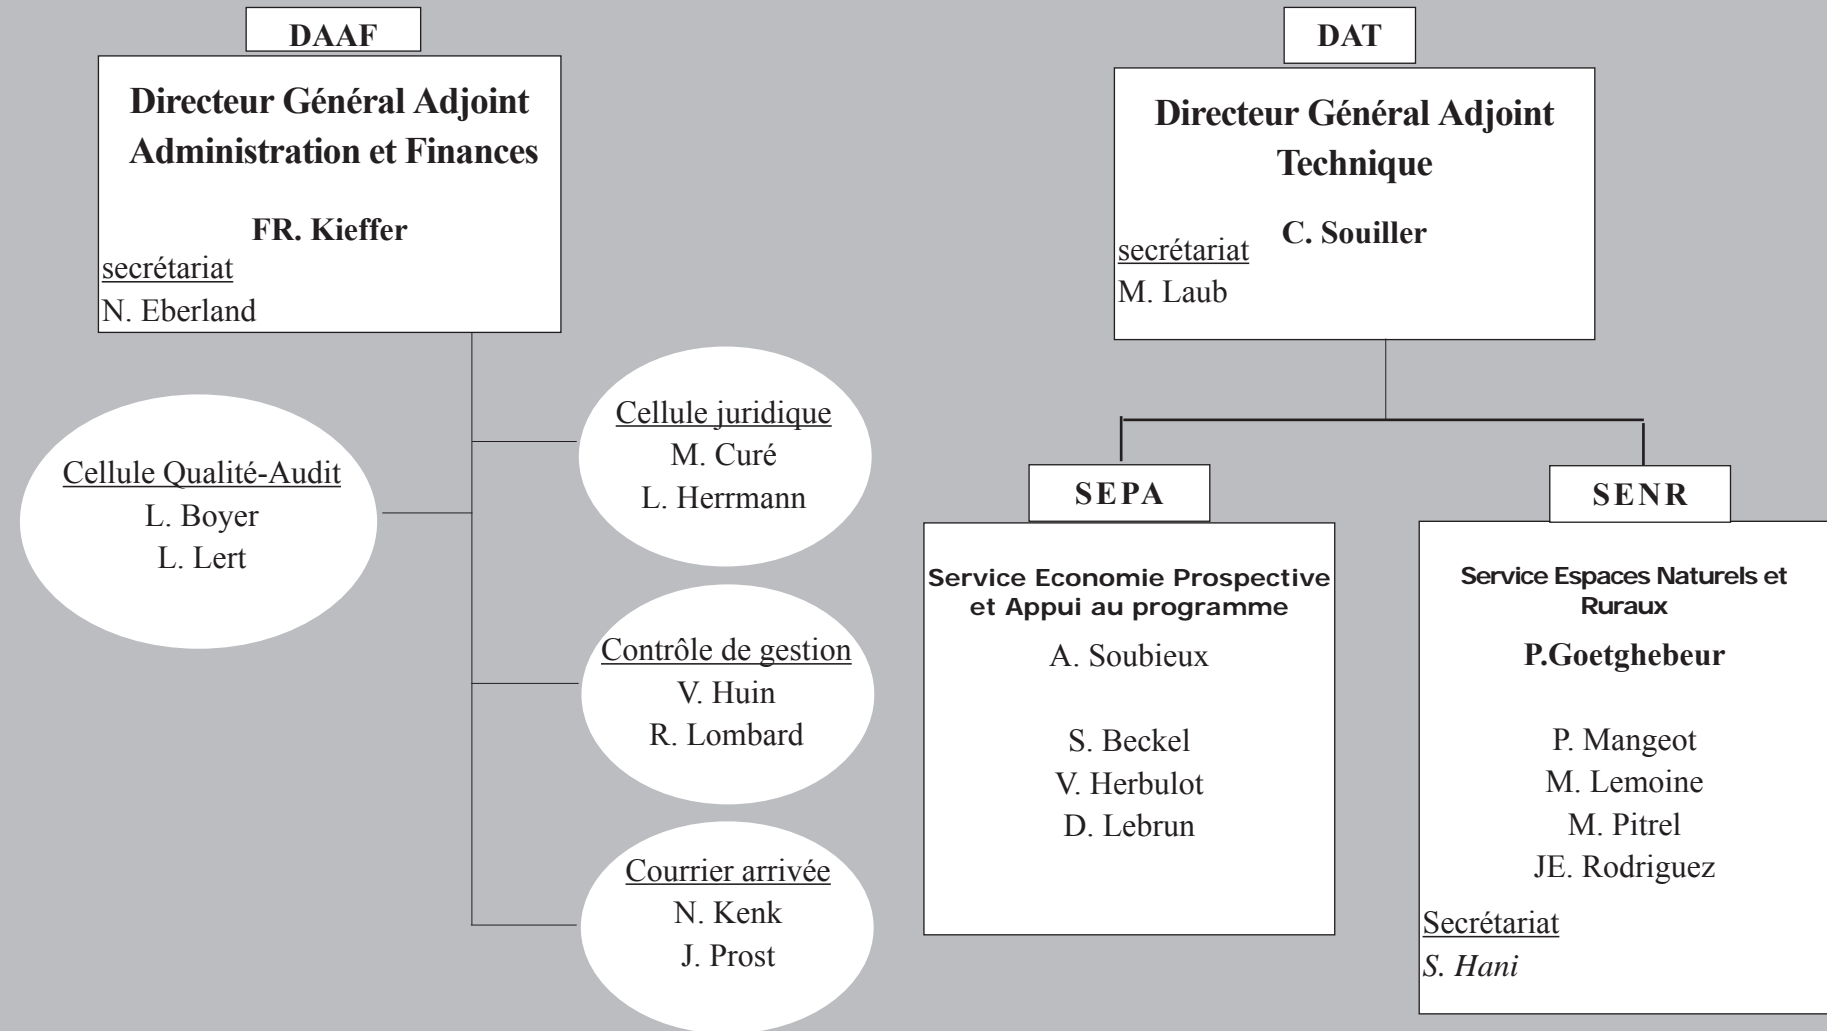 DAAF
Directeur Général Adjoint
Administration et Finances
FR. Kieffer
secrétariat
N. Eberland
Cellule Qualité-Audit
L. Boyer
L. Lert
Cellule juridique
M. Curé
L. Herrmann
Contrôle de gestion
V. Huin
R. Lombard
Courrier arrivée
N. Kenk
J. Prost
DAT
Directeur Général Adjoint
Technique
C. Souiller
secrétariat
M. Laub
SEPA
Service Economie Prospective
et Appui au programme
A. Soubieux
S. Beckel
V. Herbulot
D. Lebrun
SENR
Service Espaces Naturels et
Ruraux
P.Goetghebeur
P. Mangeot
M. Lemoine
M. Pitrel
JE. Rodriguez
Secrétariat
S. Hani